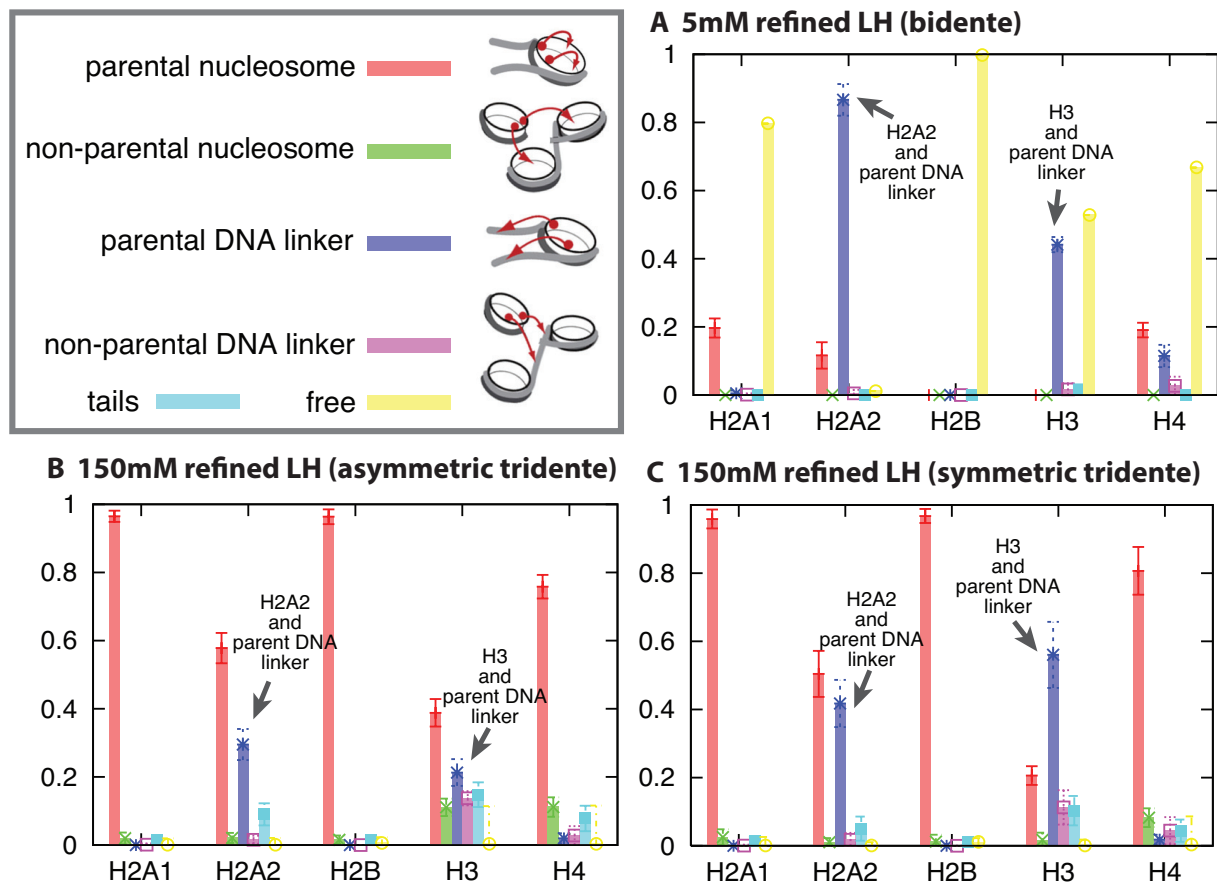 parental nucleosome
non-parental nucleosome
parental DNA linker
non-parental DNA linker
tails free
A 5mM refined LH (bidente)
1
0.8
0.6
0.4
0.2
0
H2A2
and
parent DNA
linker
H3
and
parent DNA
linker
H2A1 H2A2 H2B H3 H4
B 150mM refined LH (asymmetric tridente)
1
0.8
0.6
0.4
0.2
0
H2A2
and
parent DNA
linker
H3
and
parent DNA
linker
H2A1 H2A2 H2B H3 H4
C 150mM refined LH (symmetric tridente)
1
0.8
0.6
0.4
0.2
0
H2A2
and
parent DNA
linker
H3
and
parent DNA
linker
H2A1 H2A2 H2B H3 H4